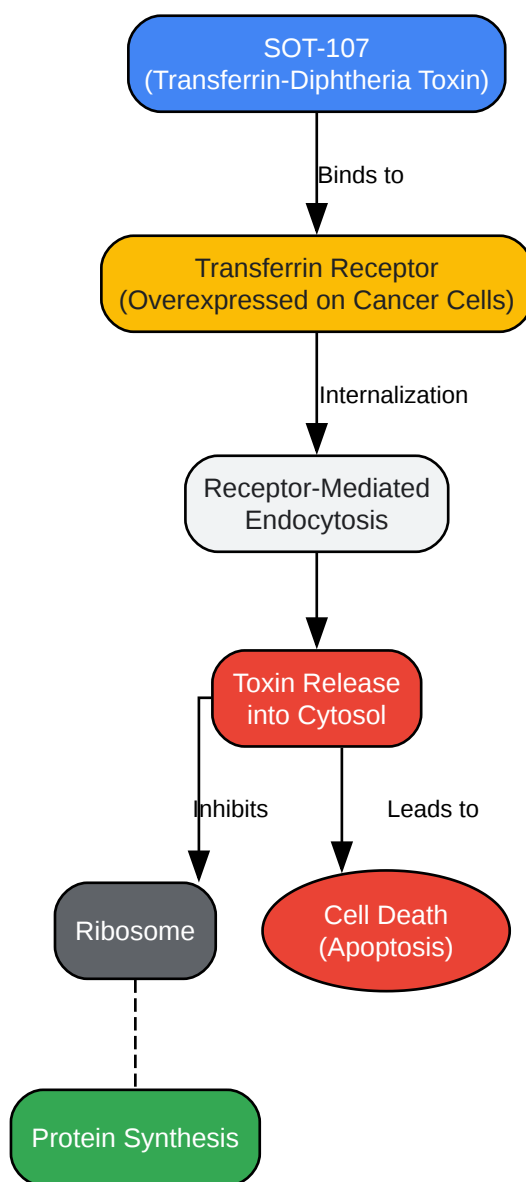 SOT-107
(Transferrin-Diphtheria Toxin)
Binds to
Transferrin Receptor
(Overexpressed on Cancer Cells)
Internalization
Receptor-Mediated
Endocytosis
Toxin Release
into Cytosol
Inhibits
Leads to
Ribosome
Cell Death
(Apoptosis)
Protein Synthesis